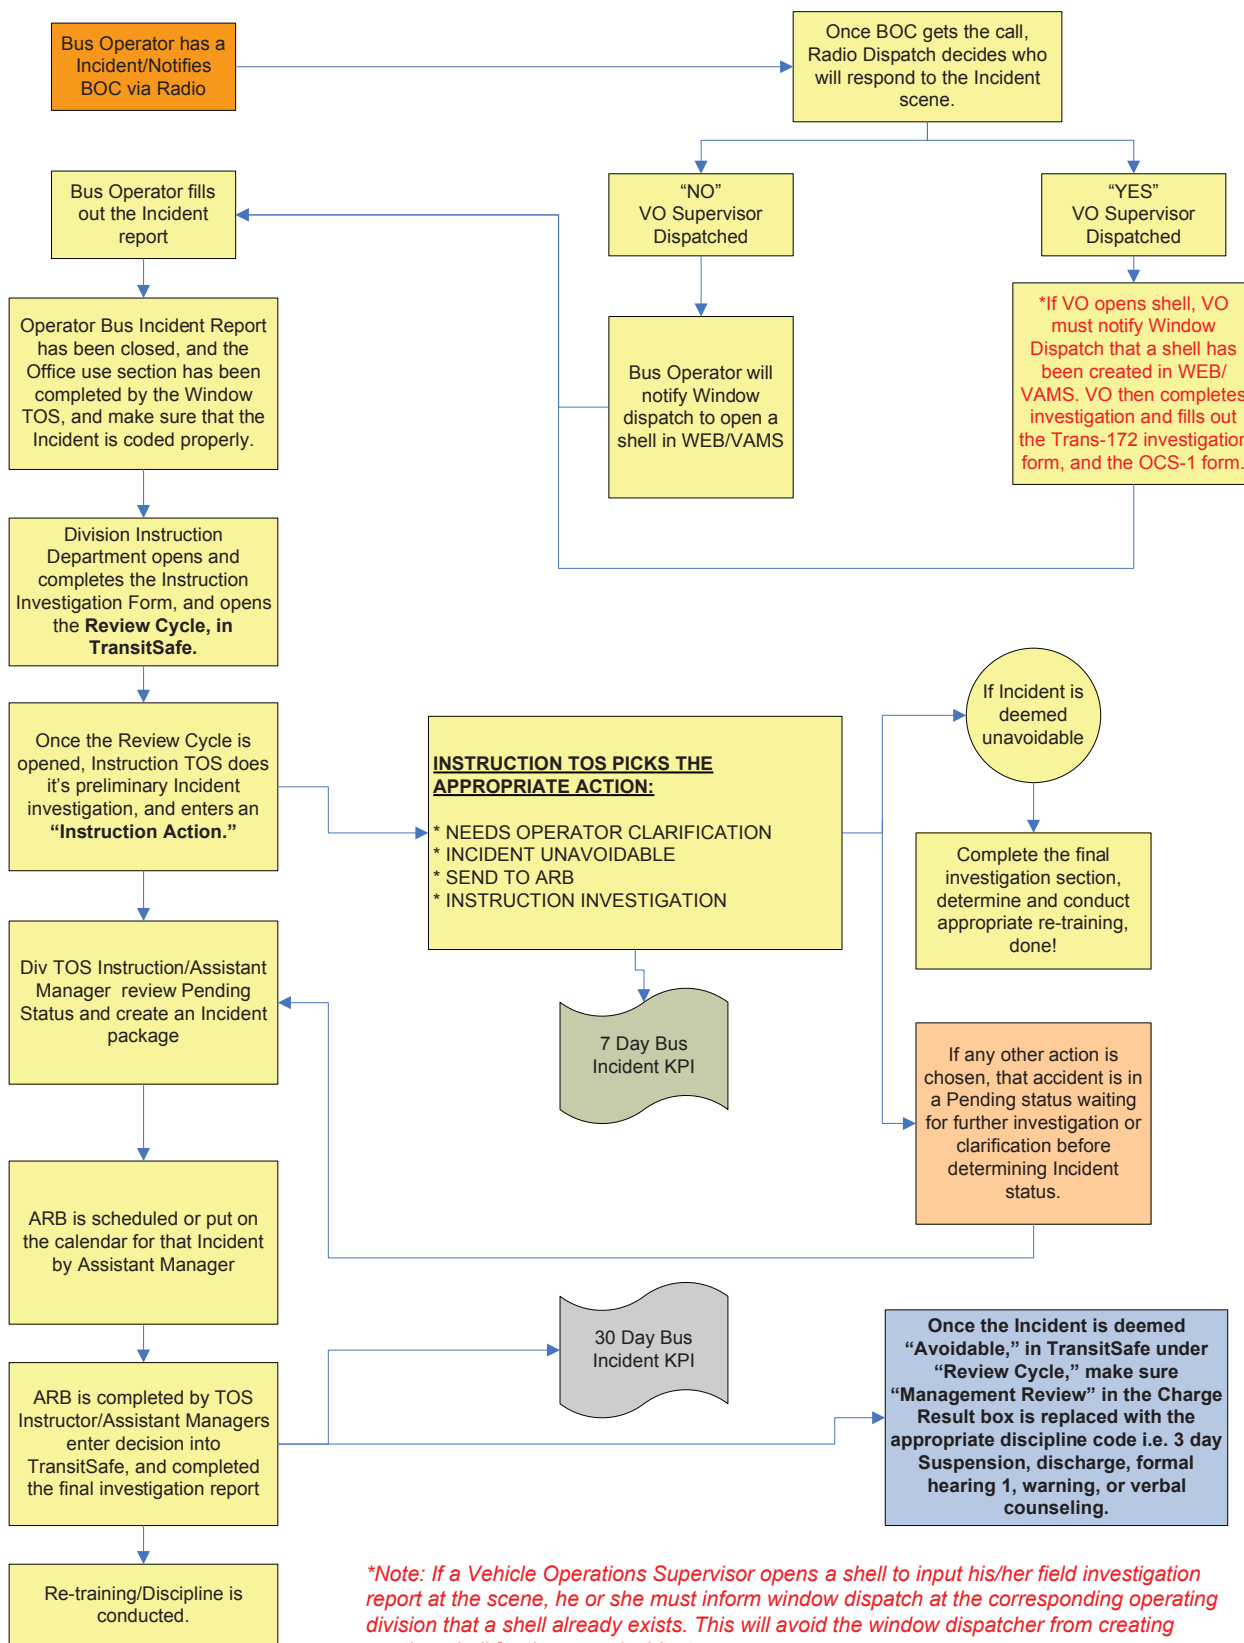 Bus Operator has a
Incident/Notifies
BOC via Radio
Once BOC gets the call,
Radio Dispatch decides who
will respond to the Incident
scene.
Bus Operator fills
out the Incident
report
“NO”
VO Supervisor
Dispatched
“YES”
VO Supervisor
Dispatched
Operator Bus Incident Report
has been closed, and the
Office use section has been
completed by the Window
TOS, and make sure that the
Incident is coded properly.
Bus Operator will
notify Window
dispatch to open a
shell in WEB/VAMS
*If VO opens shell, VO
must notify Window
Dispatch that a shell has
been created in WEB/
VAMS. VO then completes
investigation and fills out
the Trans-172 investigation
form, and the OCS-1 form.
Division Instruction
Department opens and
completes the Instruction
Investigation Form, and opens
the Review Cycle, in
TransitSafe.
Once the Review Cycle is
opened, Instruction TOS does
it’s preliminary Incident
investigation, and enters an
“Instruction Action.”
INSTRUCTION TOS PICKS THE
APPROPRIATE ACTION:
* NEEDS OPERATOR CLARIFICATION
* INCIDENT UNAVOIDABLE
* SEND TO ARB
* INSTRUCTION INVESTIGATION
If Incident is
deemed
unavoidable
Complete the final
investigation section,
determine and conduct
appropriate re-training,
done!
Div TOS Instruction/Assistant
Manager review Pending
Status and create an Incident
package
7 Day Bus
Incident KPI
If any other action is
chosen, that accident is in
a Pending status waiting
for further investigation or
clarification before
determining Incident
status.
ARB is scheduled or put on
the calendar for that Incident
by Assistant Manager
30 Day Bus
Incident KPI
Once the Incident is deemed
“Avoidable,” in TransitSafe under
“Review Cycle,” make sure
“Management Review” in the Charge
Result box is replaced with the
appropriate discipline code i.e. 3 day
Suspension, discharge, formal
hearing 1, warning, or verbal
counseling.
ARB is completed by TOS
Instructor/Assistant Managers
enter decision into
TransitSafe, and completed
the final investigation report
Re-training/Discipline is
conducted.
*Note: If a Vehicle Operations Supervisor opens a shell to input his/her field investigation
report at the scene, he or she must inform window dispatch at the corresponding operating
division that a shell already exists. This will avoid the window dispatcher from creating